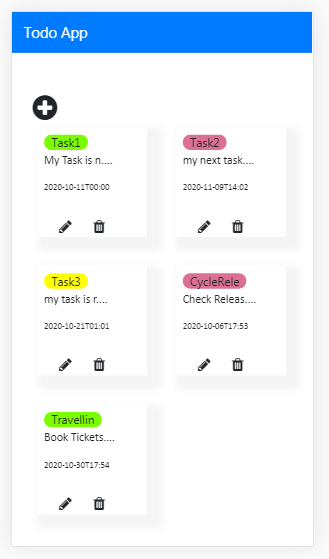 Todo App
Task1
My Task is n....
2020-10-11T00:00
Task2
my next task....
2020-11-09T14:02
Task3
my task is r....
2020-10-21T01:01
CycleRele
Check Releas....
2020-10-06T17:53
Travellin
Book Tickets....
2020-10-30T17:54